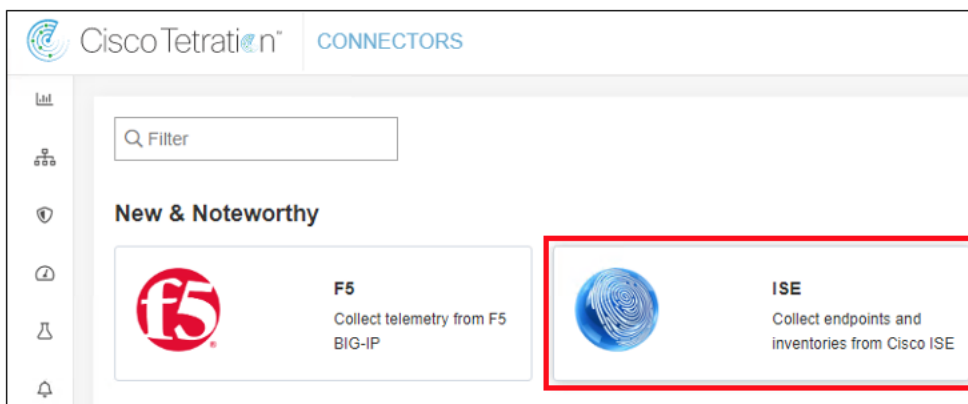 Cisco Tetration™ CONNECTORS
Filter
New & Noteworthy
f5
F5
Collect telemetry from F5
BIG-IP
ISE
Collect endpoints and
inventories from Cisco ISE